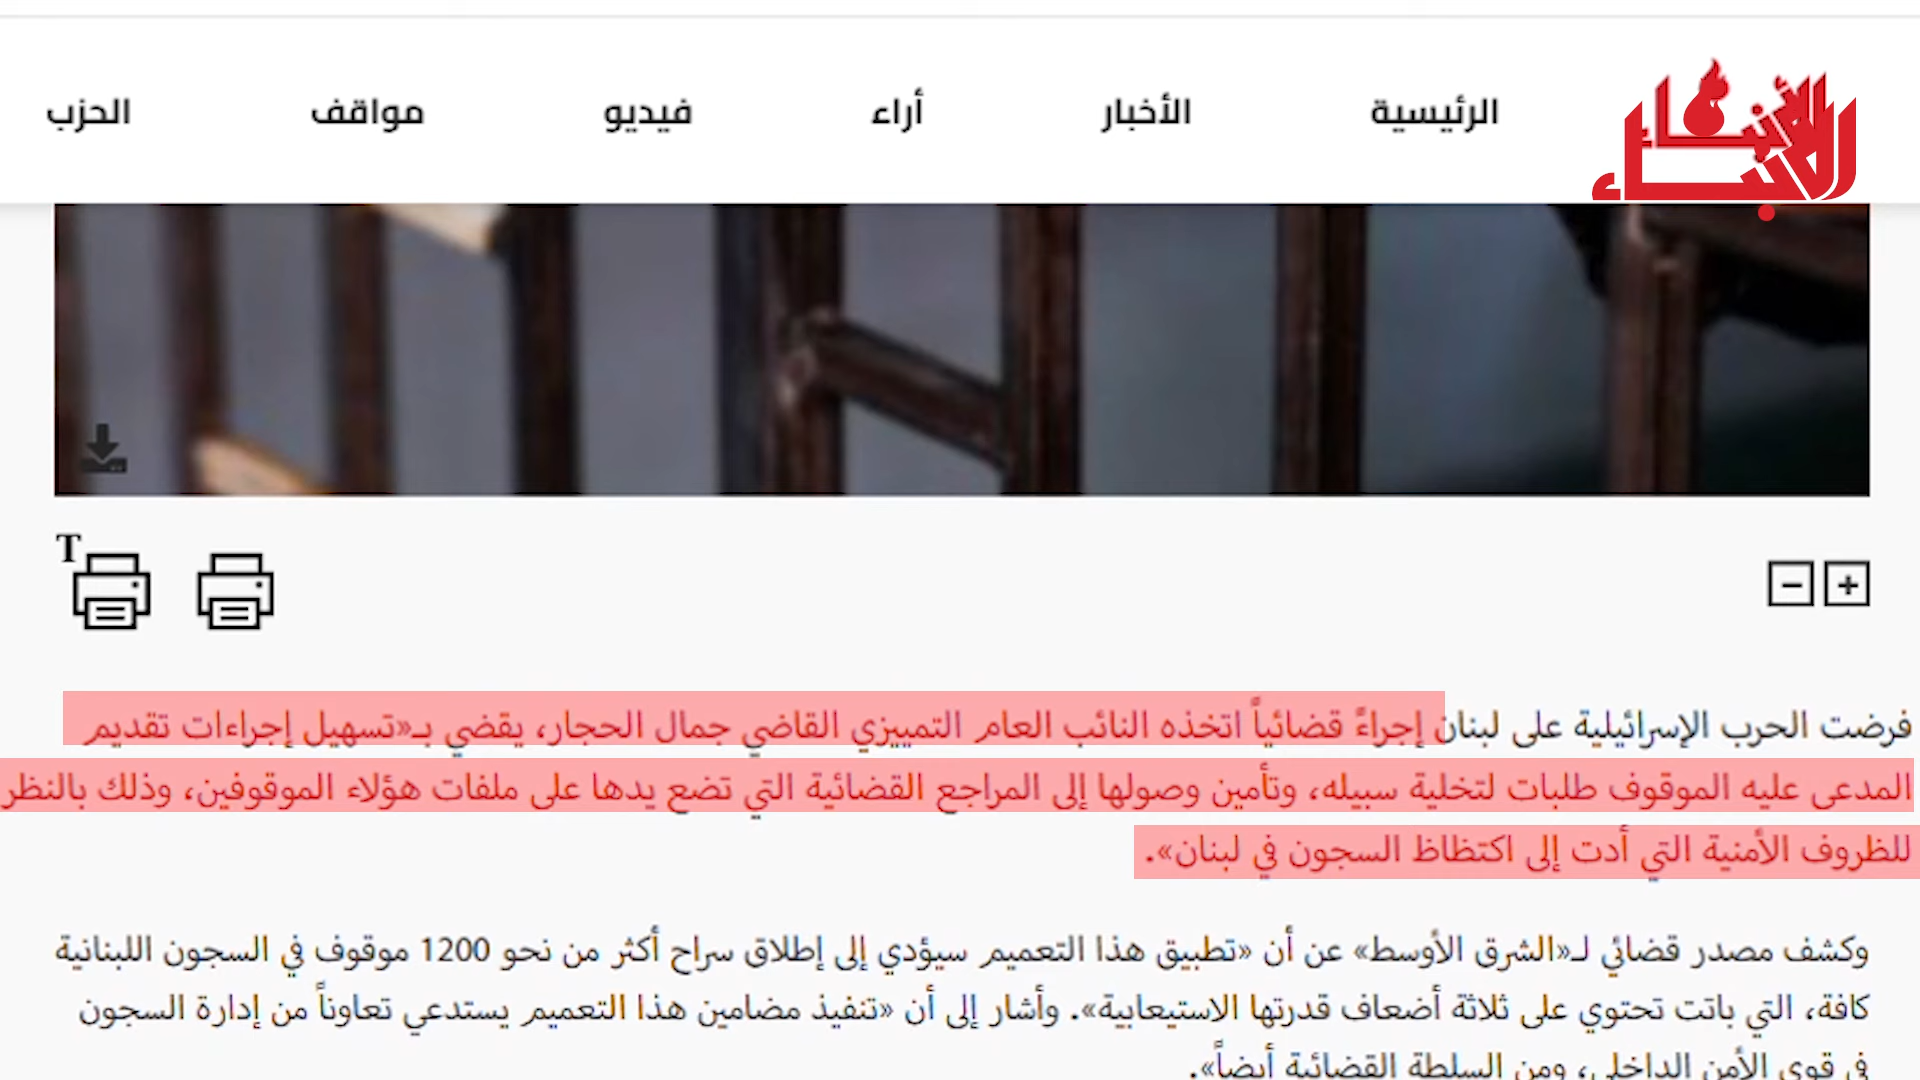 الأنباء
الرئيسية
الأخبار
أراء
فيديو
مواقف
الحزب
T
فرضت الحرب الإسرائيلية على لبنان إجراءً قضائياً اتخذه النائب العام التمييزي القاضي جمال الحجار، يقضي بـ«تسهيل إجراءات تقديم
المدعى عليه الموقوف طلبات لتخلية سبيله، وتأمين وصولها إلى المراجع القضائية التي تضع يدها على ملفات هؤلاء الموقوفين، وذلك بالنظر
للظروف الأمنية التي أدت إلى اكتظاظ السجون في لبنان».
وكشف مصدر قضائي لـ«الشرق الأوسط» عن أن «تطبيق هذا التعميم سيؤدي إلى إطلاق سراح أكثر من نحو 1200 موقوف في السجون اللبنانية
كافة، التي باتت تحتوي على ثلاثة أضعاف قدرتها الاستيعابية». وأشار إلى أن «تنفيذ مضامين هذا التعميم يستدعي تعاوناً من إدارة السجون
في قوى الأمن الداخلي، ومن السلطة القضائية أيضاً».